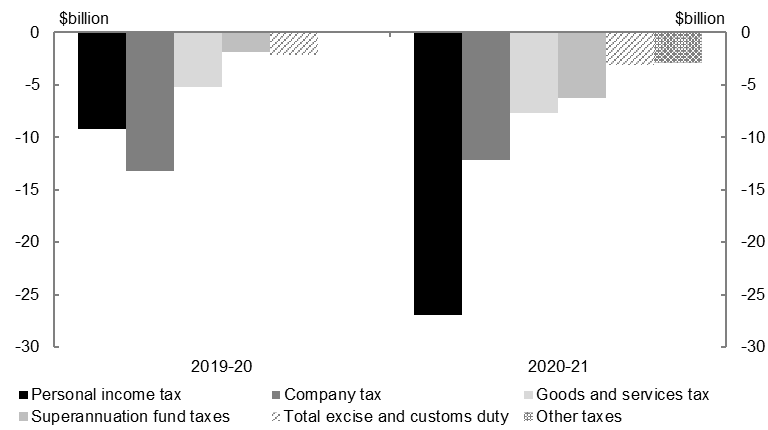 $billion $billion
0 0
-5 -5
-10 -10
-15 -15
-20 -20
-25 -25
-30 -30
2019-20 2020-21
Personal income tax Company tax Goods and services tax
Superannuation fund taxes Total excise and customs duty Other taxes